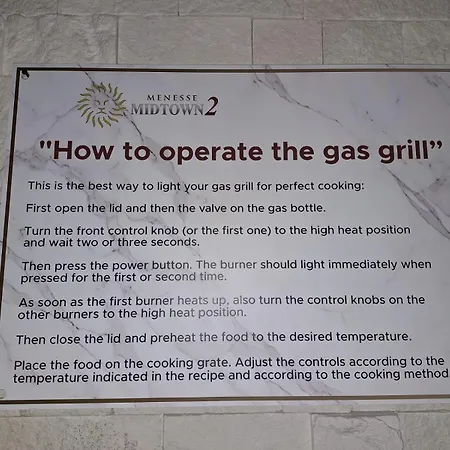 MENESSE
MIDTOWN 2
"How to operate the gas grill”
This is the best way to light your gas grill for perfect cooking:
First open the lid and then the valve on the gas bottle.
Turn the front control knob (or the first one) to the high heat position
and wait two or three seconds.
Then press the power button. The burner should light immediately when
pressed for the first or second time.
As soon as the first burner heats up, also turn the control knobs on the
other burners to the high heat position.
Then close the lid and preheat the food to the desired temperature.
Place the food on the cooking grate. Adjust the controls according to the
temperature indicated in the recipe and according to the cooking method